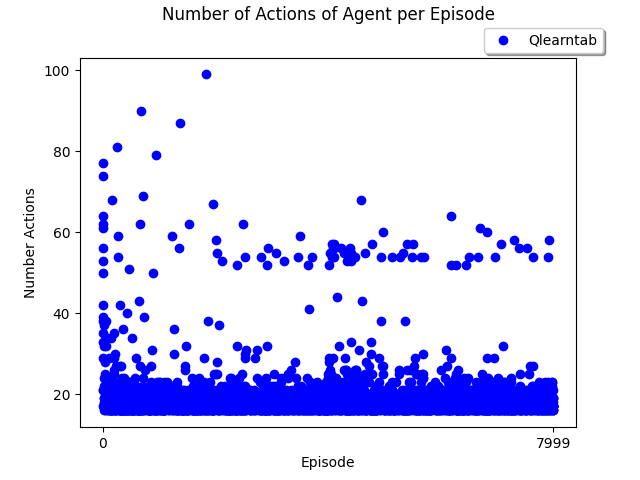 Number of Actions of Agent per Episode
Qlearntab
100
80
60
40
20
Number Actions
0 7999
Episode